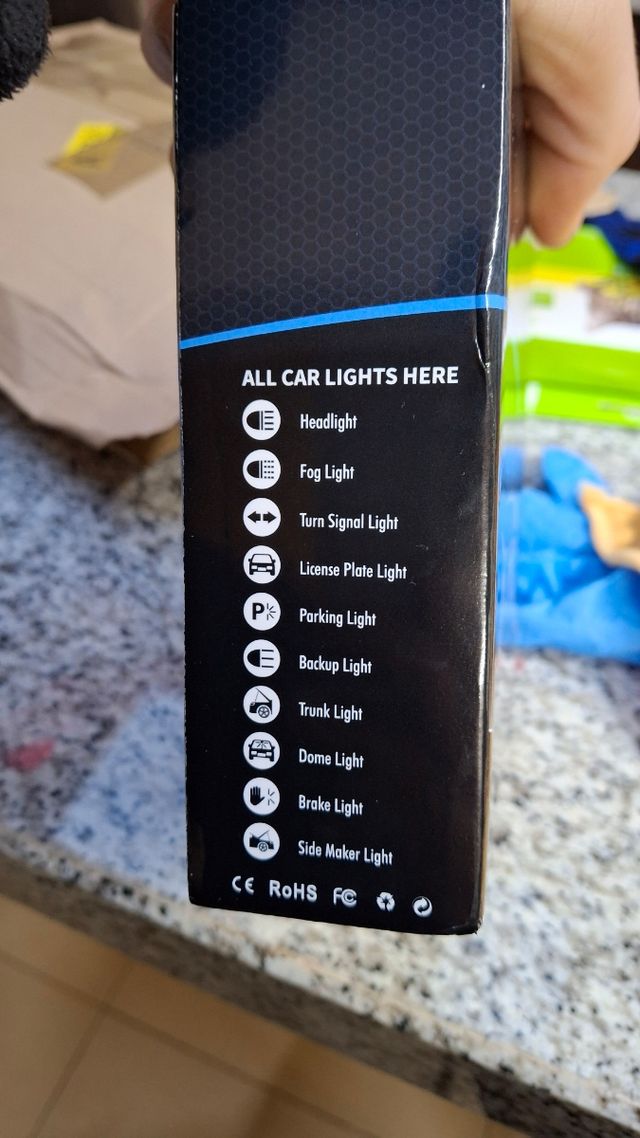 ALL CAR LIGHTS HERE
Headlight
Fog Light
Turn Signal Light
License Plate Light
P Parking Light
Backup Light
Trunk Light
Dome Light
Brake Light
Side Maker Light
CE RoHS FC